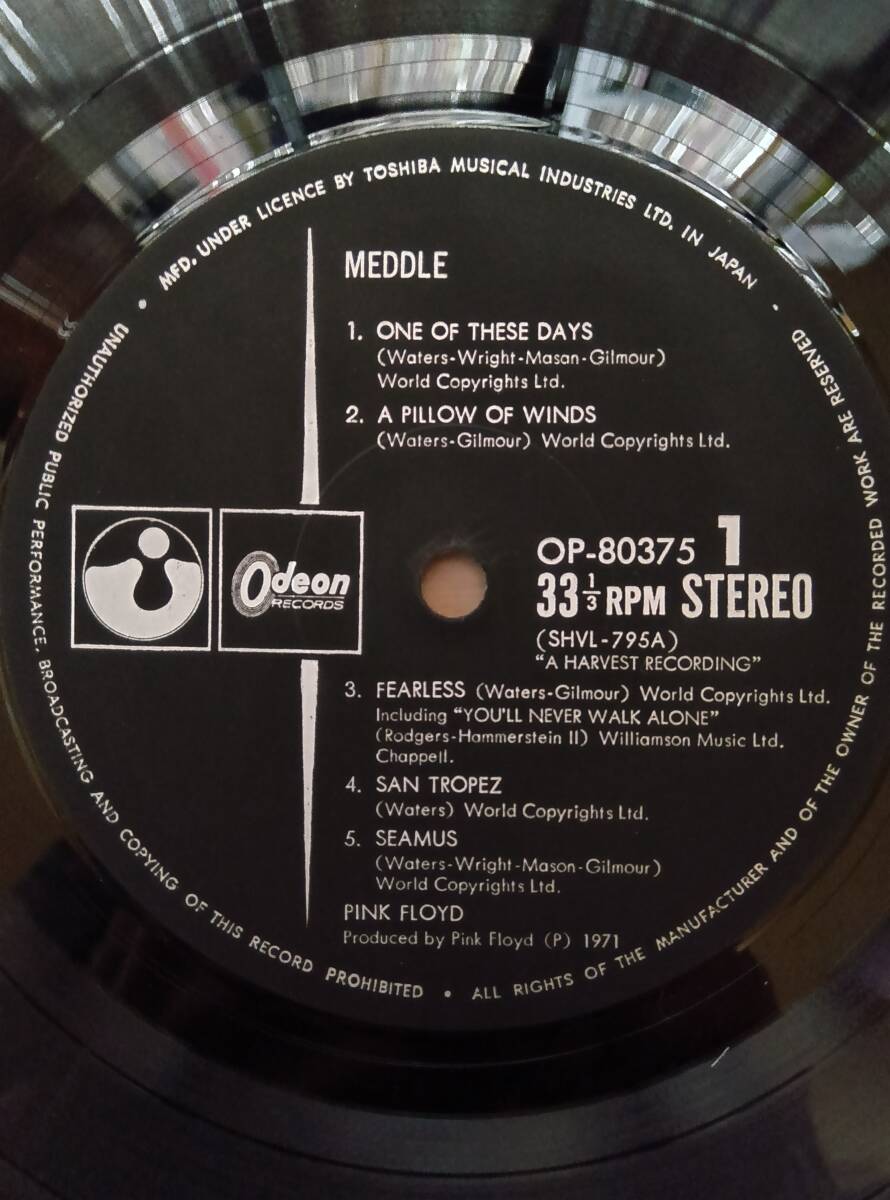 MFD. UNDER LICENCE BY TOSHIBA MUSICAL INDUSTRIES LTD. IN JAPAN •
MEDDLE
1. ONE OF THESE DAYS
(Waters-Wright-Masan-Gilmour)
World Copyrights Ltd.
2. A PILLOW OF WINDS
(Waters-Gilmour) World Copyrights Ltd.
Odeon
RECORDS
OP-80375 1
33 1/3 RPM STEREO
(SHVL-795A)
"A HARVEST RECORDING"
3. FEARLESS (Waters-Gilmour) World Copyrights Ltd.
Including "YOU'LL NEVER WALK ALONE"
(Rodgers-Hammerstein II) Williamson Music Ltd.
Chappell.
4. SAN TROPEZ
(Waters) World Copyrights Ltd.
5. SEAMUS
(Waters-Wright-Mason-Gilmour)
World Copyrights Ltd.
PINK FLOYD
Produced by Pink Floyd (P) 1971
ALL RIGHTS OF THE MANUFACTURER AND OF THE OWNER OF THE RECORDED WORK ARE RESERVED
• UNAUTHORIZED PUBLIC PERFORMANCE, BROADCASTING AND COPYING OF THIS RECORD PROHIBITED •